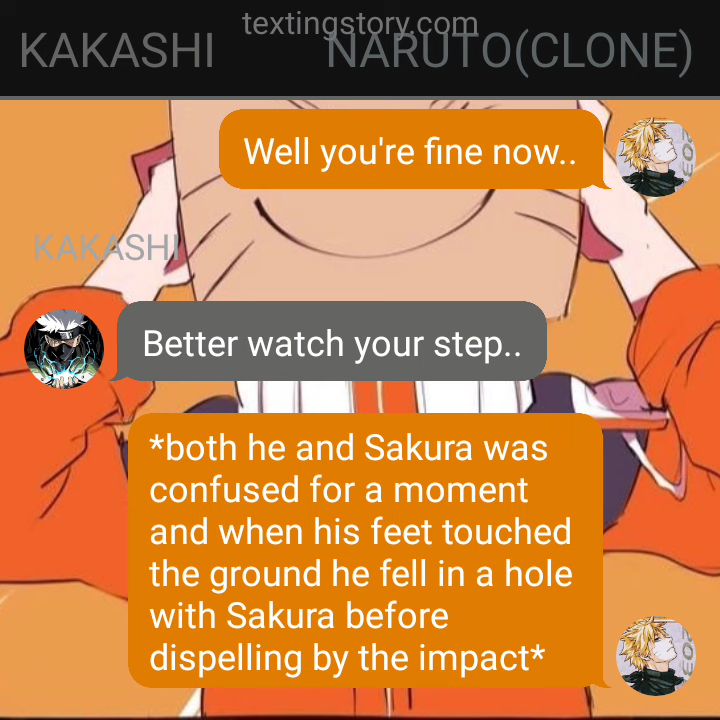 textingstory.com
KAKASHI NARUTO(CLONE)
Well you're fine now..
KAKASHI
Better watch your step..
*both he and Sakura was
confused for a moment
and when his feet touched
the ground he fell in a hole
with Sakura before
dispelling by the impact*